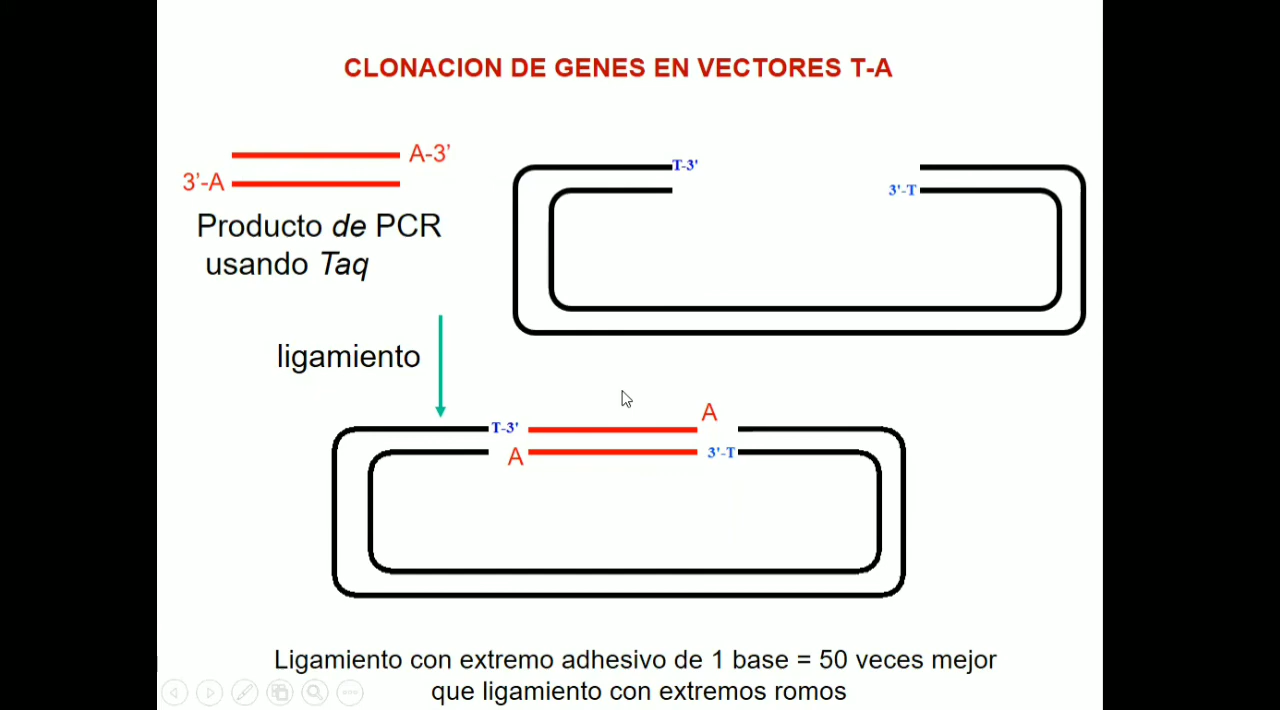 CLONACION DE GENES EN VECTORES T-A
A-3'
3'-A
Producto de PCR
usando Taq
T-3'
3'-T
ligamiento
T-3'
A
A
3'-T
Ligamiento con extremo adhesivo de 1 base = 50 veces mejor
que ligamiento con extremos romos